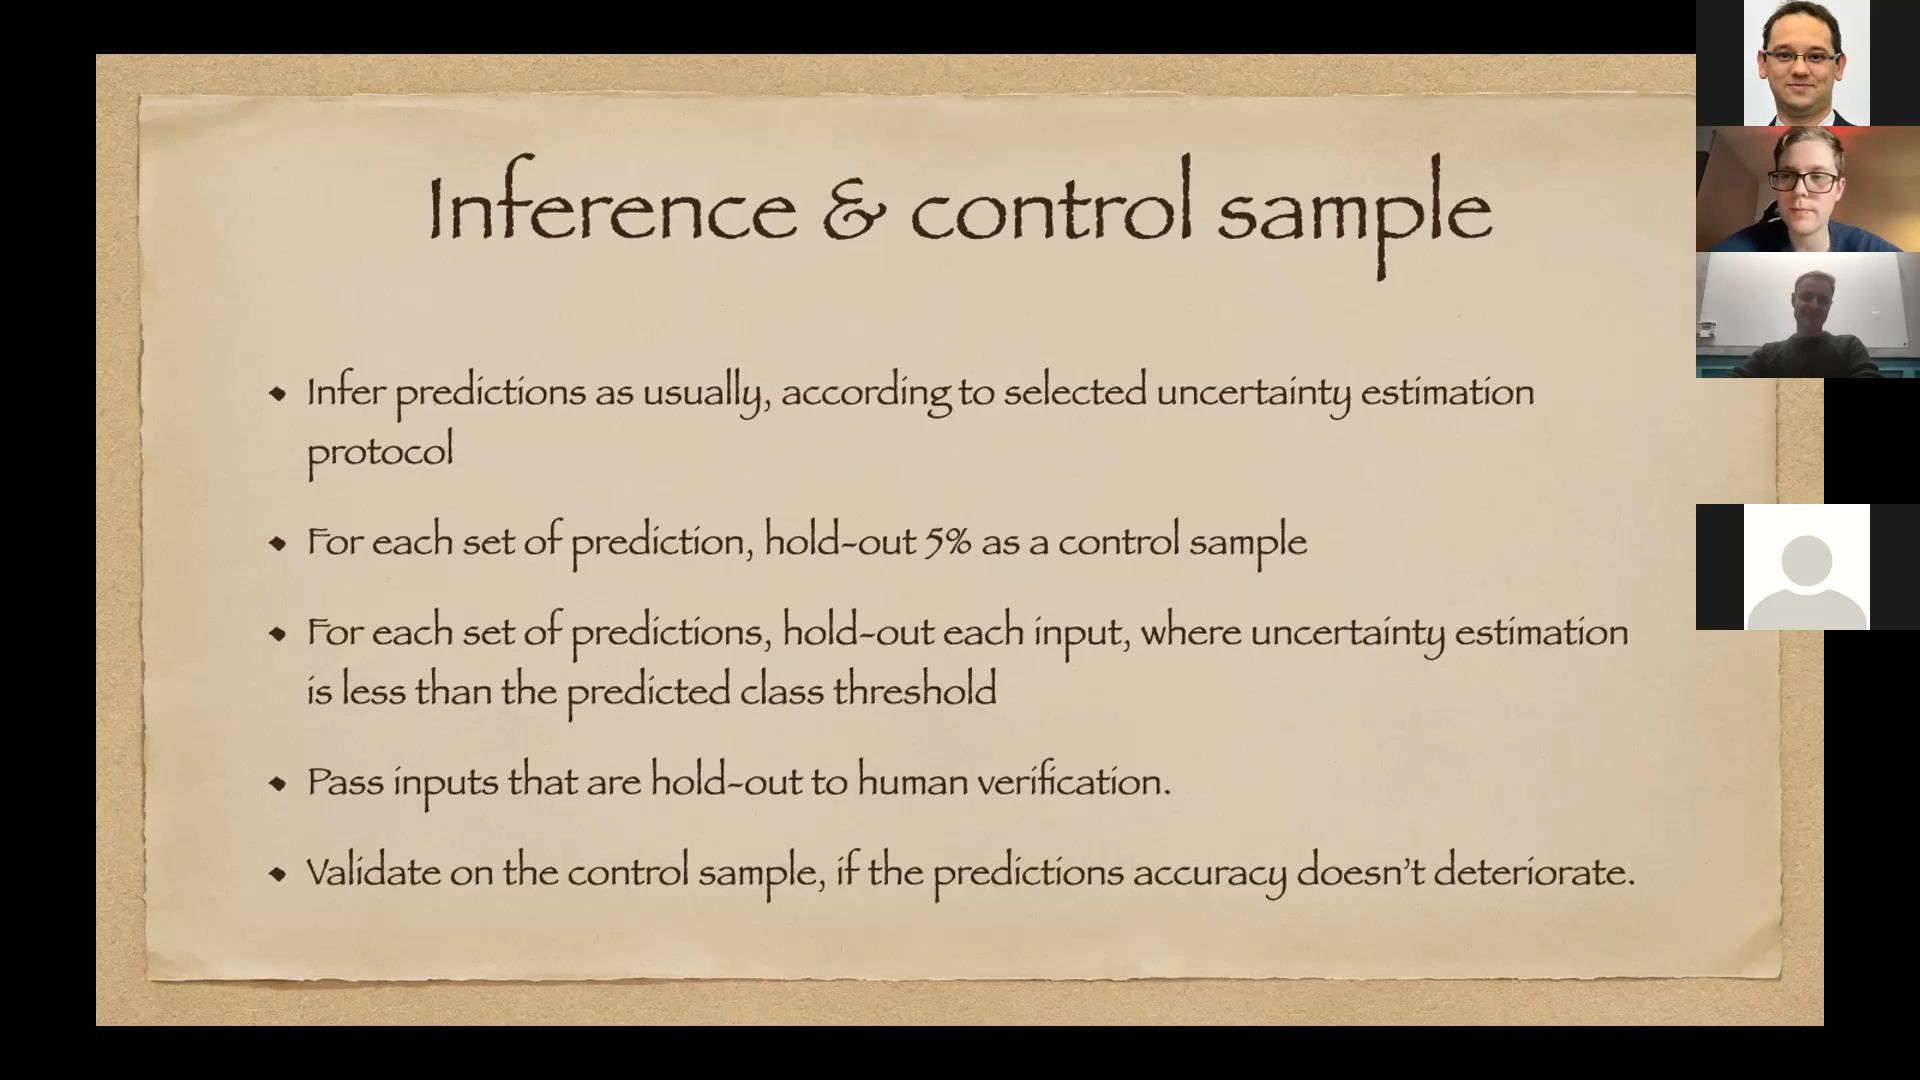 Inference & control sample
Infer predictions as usually, according to selected uncertainty estimation
protocol
For each set of prediction, hold-out 5% as a control sample
For each set of predictions, hold-out each input, where uncertainty estimation
is less than the predicted class threshold
Pass inputs that are hold-out to human verification.
Validate on the control sample, if the predictions accuracy doesn't deteriorate.